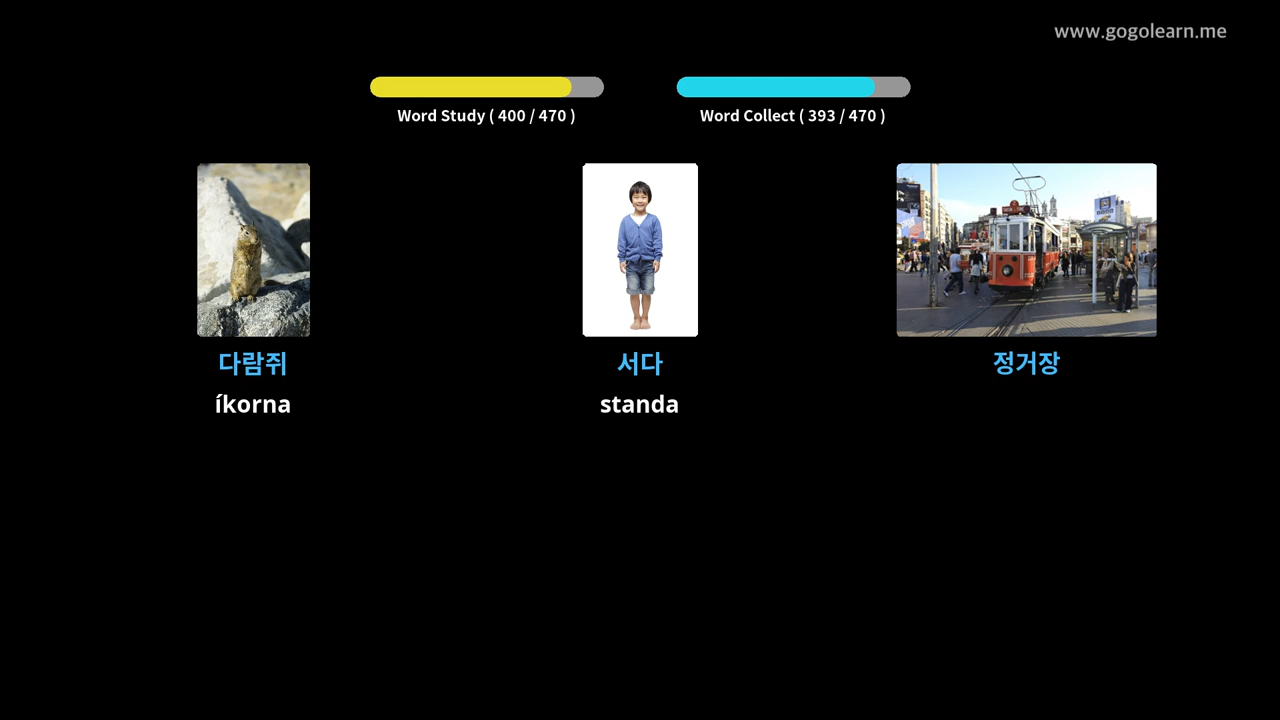 www.gogolearn.me
Word Study ( 400 / 470 )
Word Collect ( 393 / 470 )
다람쥐
서다
정거장
íkorna
standa